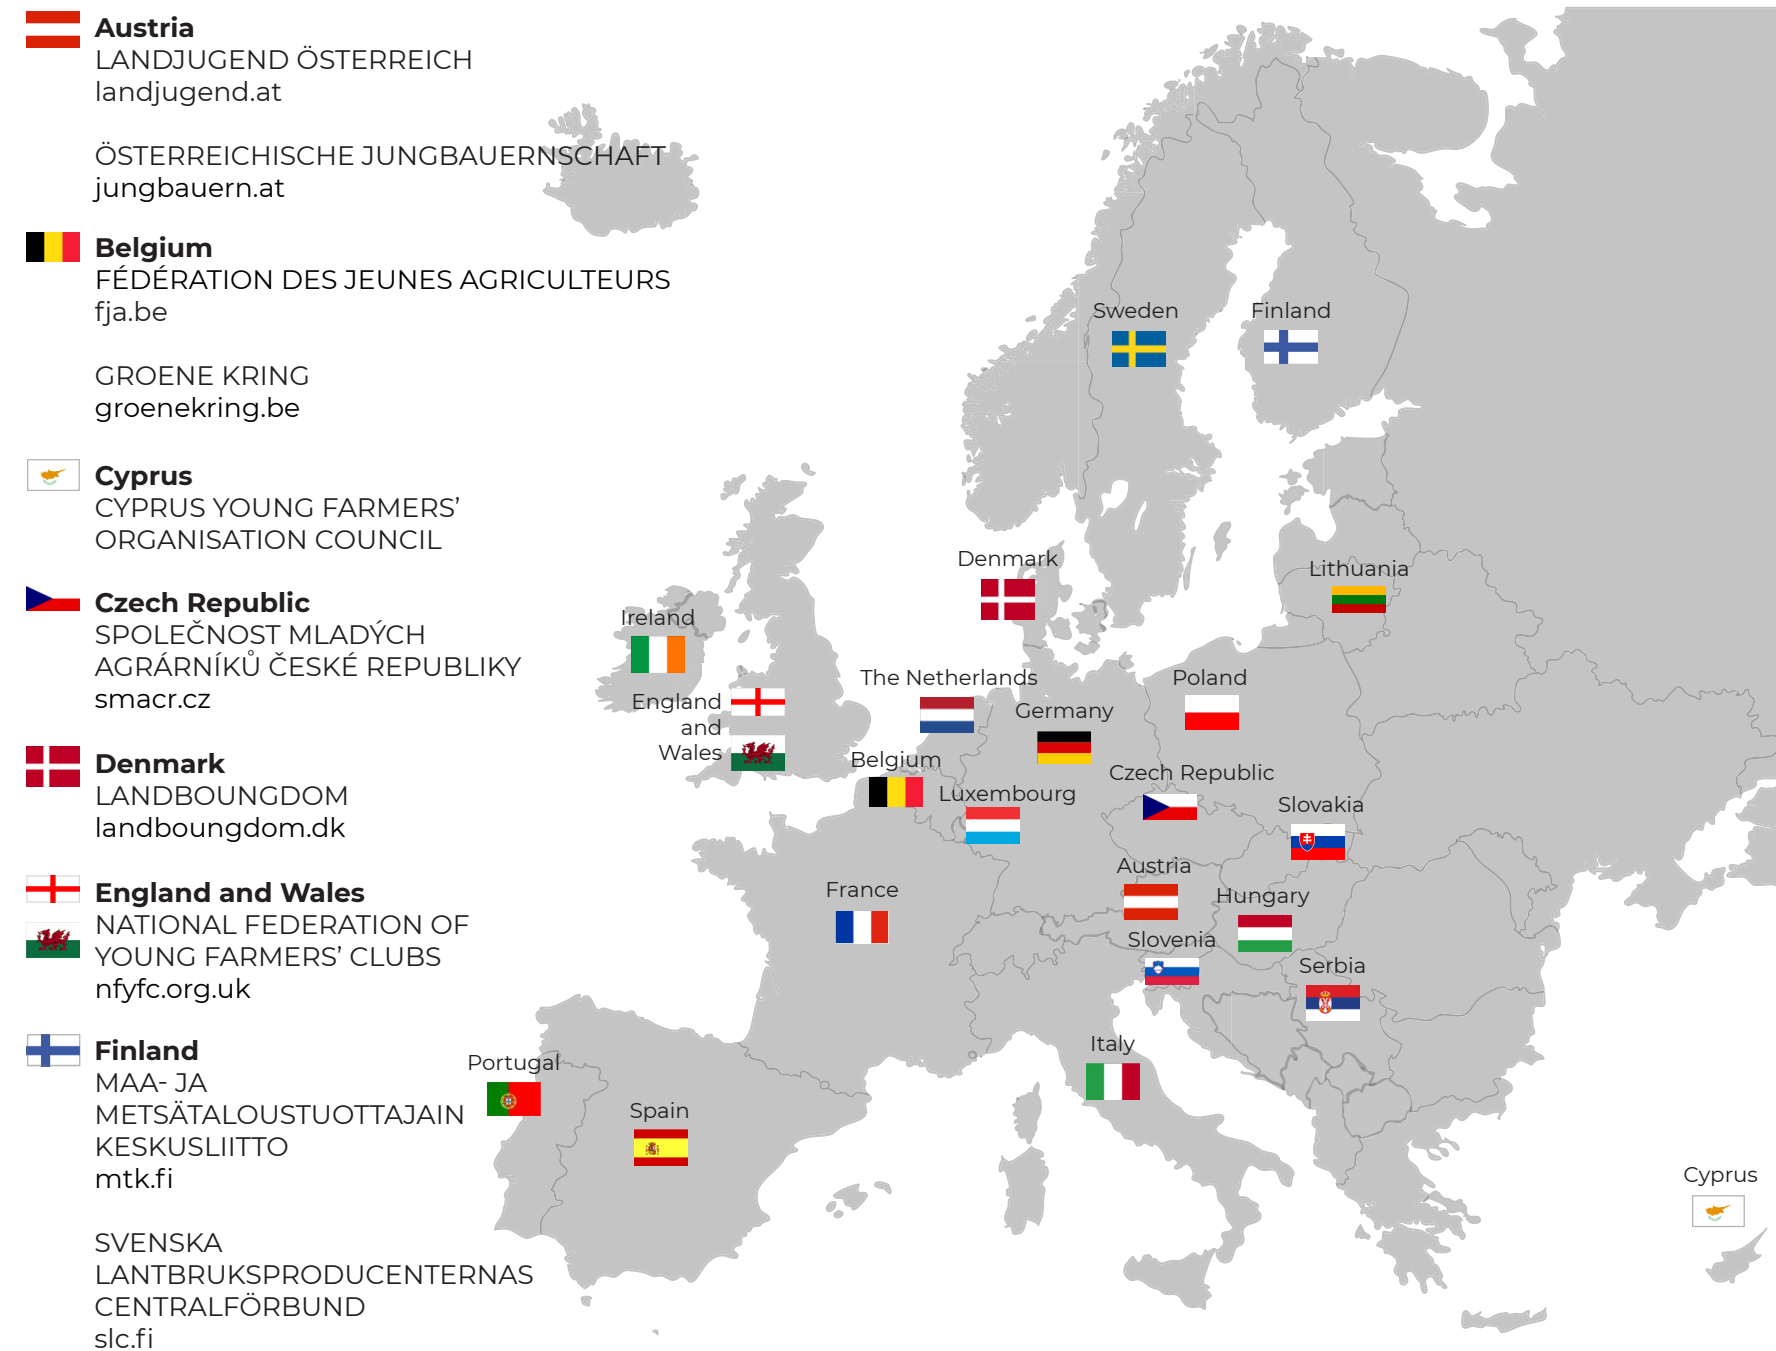 Austria
LANDJUGEND ÖSTERREICH
landjugend.at
ÖSTERREICHISCHE JUNGBAUERNSCHAFT
jungbauern.at
Belgium
FÉDÉRATION DES JEUNES AGRICULTEURS
fja.be
GROENE KRING
groenekring.be
Cyprus
CYPRUS YOUNG FARMERS’
ORGANISATION COUNCIL
Czech Republic
SPOLEČNOST MLADÝCH
AGRÁRNÍKŮ ČESKÉ REPUBLIKY
smacr.cz
Denmark
LANDBOUNGDOM
landboungdom.dk
England and Wales
NATIONAL FEDERATION OF
YOUNG FARMERS’ CLUBS
nfyfc.org.uk
Finland
MAA- JA
METSÄTALOUSTUOTTAJAIN
KESKUSLIITTO
mtk.fi
SVENSKA
LANTBRUKSPRODUCENTERNAS
CENTRALFÖRBUND
slc.fi
Sweden
Finland
Denmark
Lithuania
Ireland
England
and
Wales
The Netherlands
Poland
Germany
Belgium
Czech Republic
Luxembourg
Slovakia
Austria
France
Hungary
Slovenia
Serbia
Italy
Portugal
Spain
Cyprus